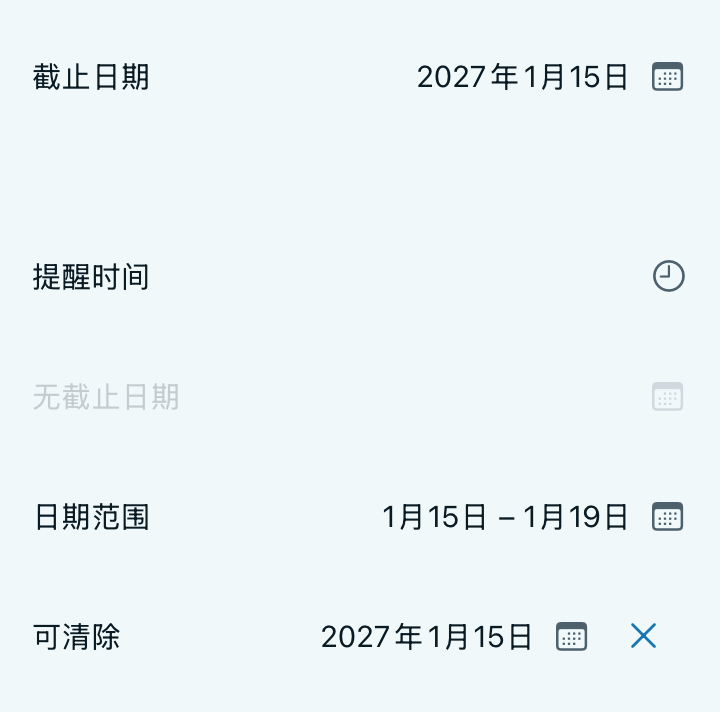 截止日期 2027年1月15日
提醒时间
无截止日期
日期范围 1月15日 – 1月19日
可清除 2027年1月15日